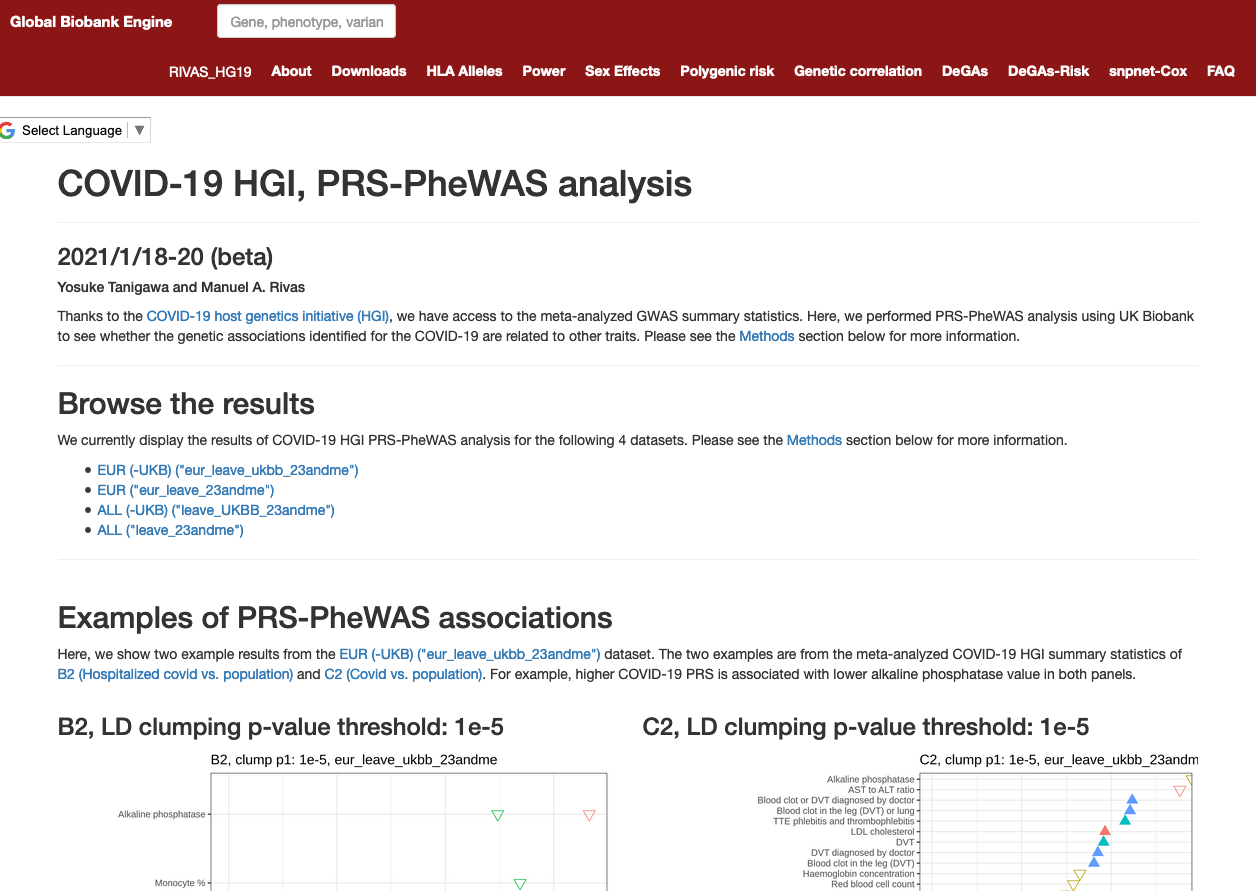 Global Biobank Engine
Gene, phenotype, varian
RIVAS_HG19 About Downloads HLA Alleles Power Sex Effects Polygenic risk Genetic correlation DeGAs DeGAs-Risk snpnet-Cox FAQ
Select Language ▼
COVID-19 HGI, PRS-PheWAS analysis
2021/1/18-20 (beta)
Yosuke Tanigawa and Manuel A. Rivas
Thanks to the COVID-19 host genetics initiative (HGI), we have access to the meta-analyzed GWAS summary statistics. Here, we performed PRS-PheWAS analysis using UK Biobank
to see whether the genetic associations identified for the COVID-19 are related to other traits. Please see the Methods section below for more information.
Browse the results
We currently display the results of COVID-19 HGI PRS-PheWAS analysis for the following 4 datasets. Please see the Methods section below for more information.
• EUR (-UKB) ("eur_leave_ukbb_23andme")
• EUR ("eur_leave_23andme")
• ALL (-UKB) ("leave_UKBB_23andme")
• ALL ("leave_23andme")
Examples of PRS-PheWAS associations
Here, we show two example results from the EUR (-UKB) ("eur_leave_ukbb_23andme") dataset. The two examples are from the meta-analyzed COVID-19 HGI summary statistics of
B2 (Hospitalized covid vs. population) and C2 (Covid vs. population). For example, higher COVID-19 PRS is associated with lower alkaline phosphatase value in both panels.
B2, LD clumping p-value threshold: 1e-5
B2, clump p1: 1e-5, eur_leave_ukbb_23andme
Alkaline phosphatase
Monocyte %
C2, LD clumping p-value threshold: 1e-5
C2, clump p1: 1e-5, eur_leave_ukbb_23andm
Alkaline phosphatase
AST to ALT ratio
Blood clot or DVT diagnosed by doctor
Blood clot in the leg (DVT) or lung
TTE phlebitis and thrombophlebitis
LDL cholesterol
DVT
DVT diagnosed by doctor
Blood clot in the leg (DVT)
Haemoglobin concentration
Red blood cell count